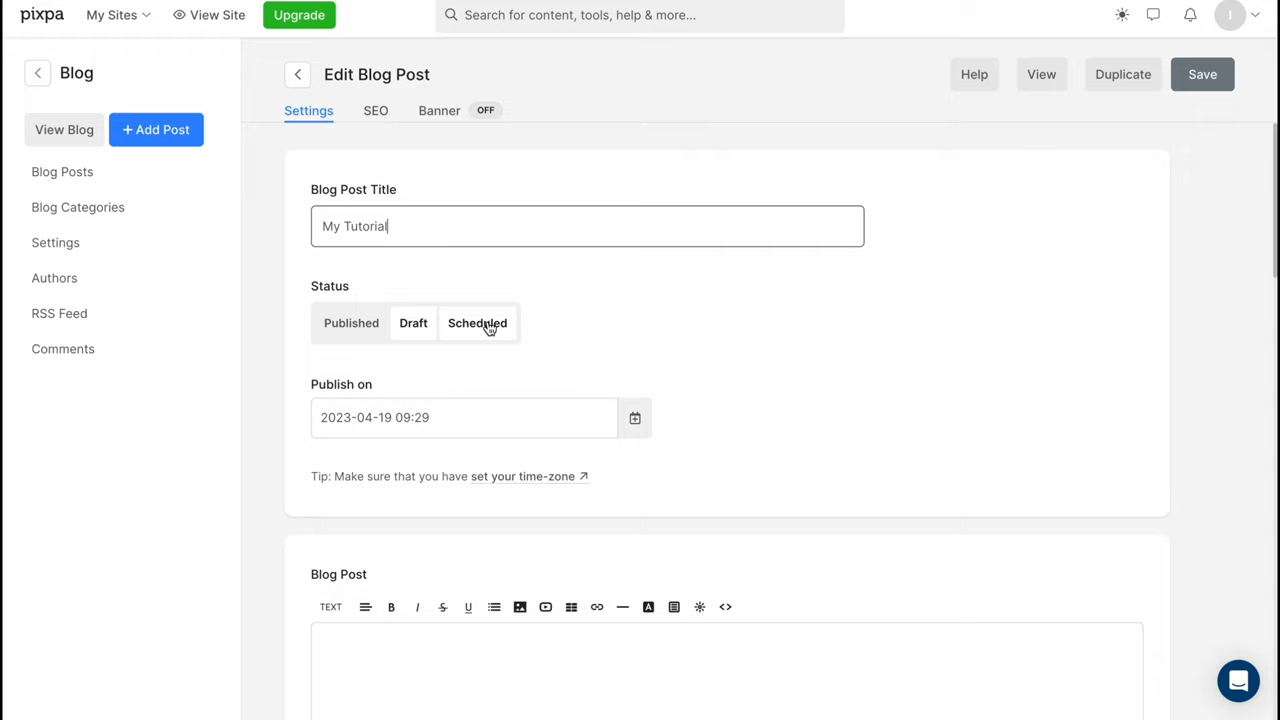 pixpa My Sites View Site Upgrade Search for content, tools, help & more... I
Blog
View Blog + Add Post
Blog Posts
Blog Categories
Settings
Authors
RSS Feed
Comments
Edit Blog Post Help View Duplicate Save
Settings SEO Banner OFF
Blog Post Title
My Tutorial
Status
Published Draft Scheduled
Publish on
2023-04-19 09:29
Tip: Make sure that you have set your time-zone ↗
Blog Post
TEXT B I S U A <>